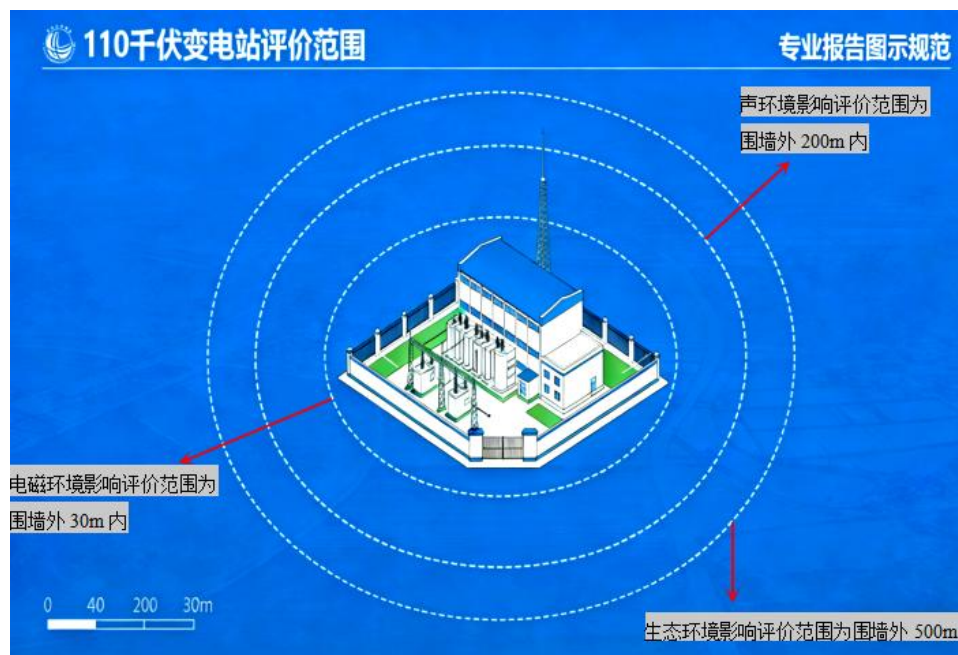 110千伏变电站评价范围
专业报告图示规范
声环境影响评价范围为
围墙外 200m 内
电磁环境影响评价范围为
围墙外 30m 内
0 40 200 30m
生态环境影响评价范围为围墙外 500m